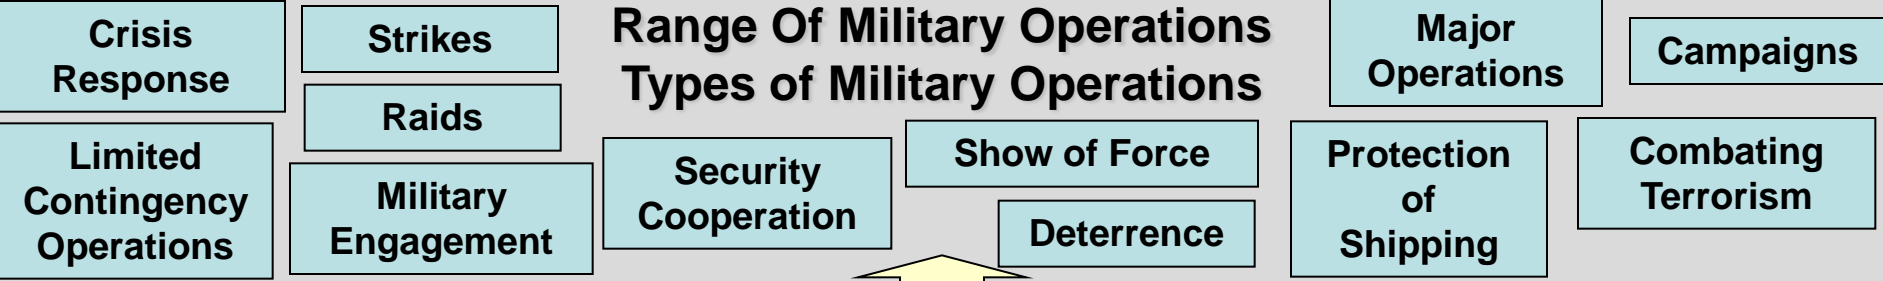 Range Of Military Operations
Types of Military Operations
Crisis
Response
Strikes
Raids
Limited
Contingency
Operations
Military
Engagement
Security
Cooperation
Show of Force
Deterrence
Major
Operations
Campaigns
Protection
of
Shipping
Combating
Terrorism